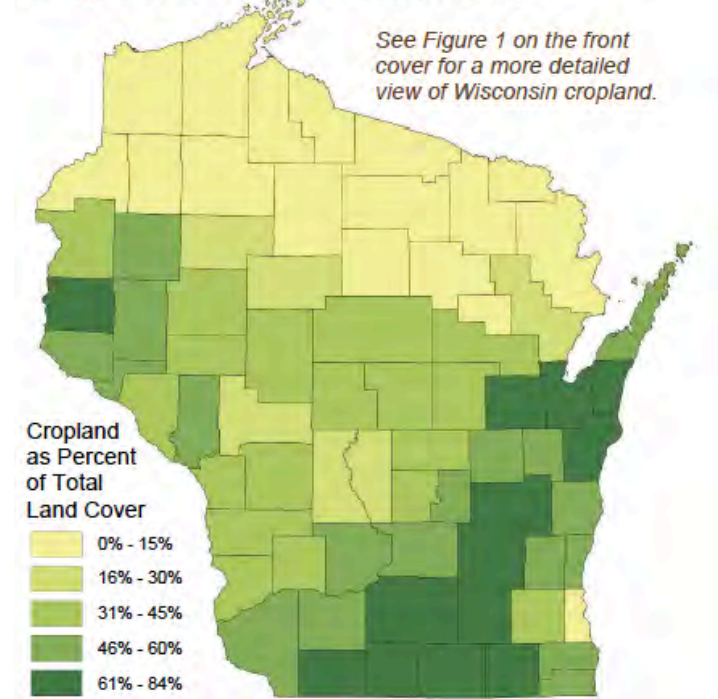 See Figure 1 on the front
cover for a more detailed
view of Wisconsin cropland.
Cropland
as Percent
of Total
Land Cover
0% - 15%
16% - 30%
31% - 45%
46% - 60%
61% - 84%